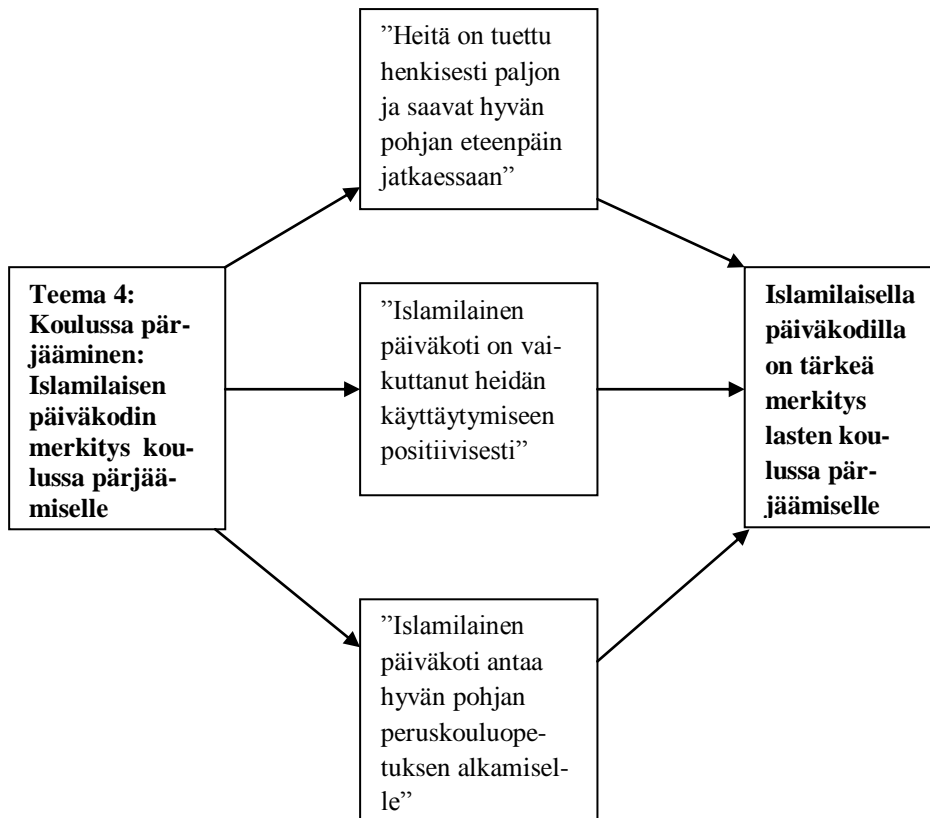 ”Heitä on tuettu
henkisesti paljon
ja saavat hyvän
pohjan eteenpäin
jatkaessaan”
Teema 4:
Koulussa pär-
jääminen:
Islamilaisen
päiväkodin
merkitys kou-
lussa pärjää-
miselle
”Islamilainen
päiväkoti on vai-
kuttanut heidän
käyttäytymiseen
positiivisesti”
Islamilaisella
päiväkodilla
on tärkeä
merkitys
lasten kou-
lussa pär-
jäämiselle
”Islamilainen
päiväkoti antaa
hyvän pohjan
peruskouluope-
tuksen alkamisel-
le”